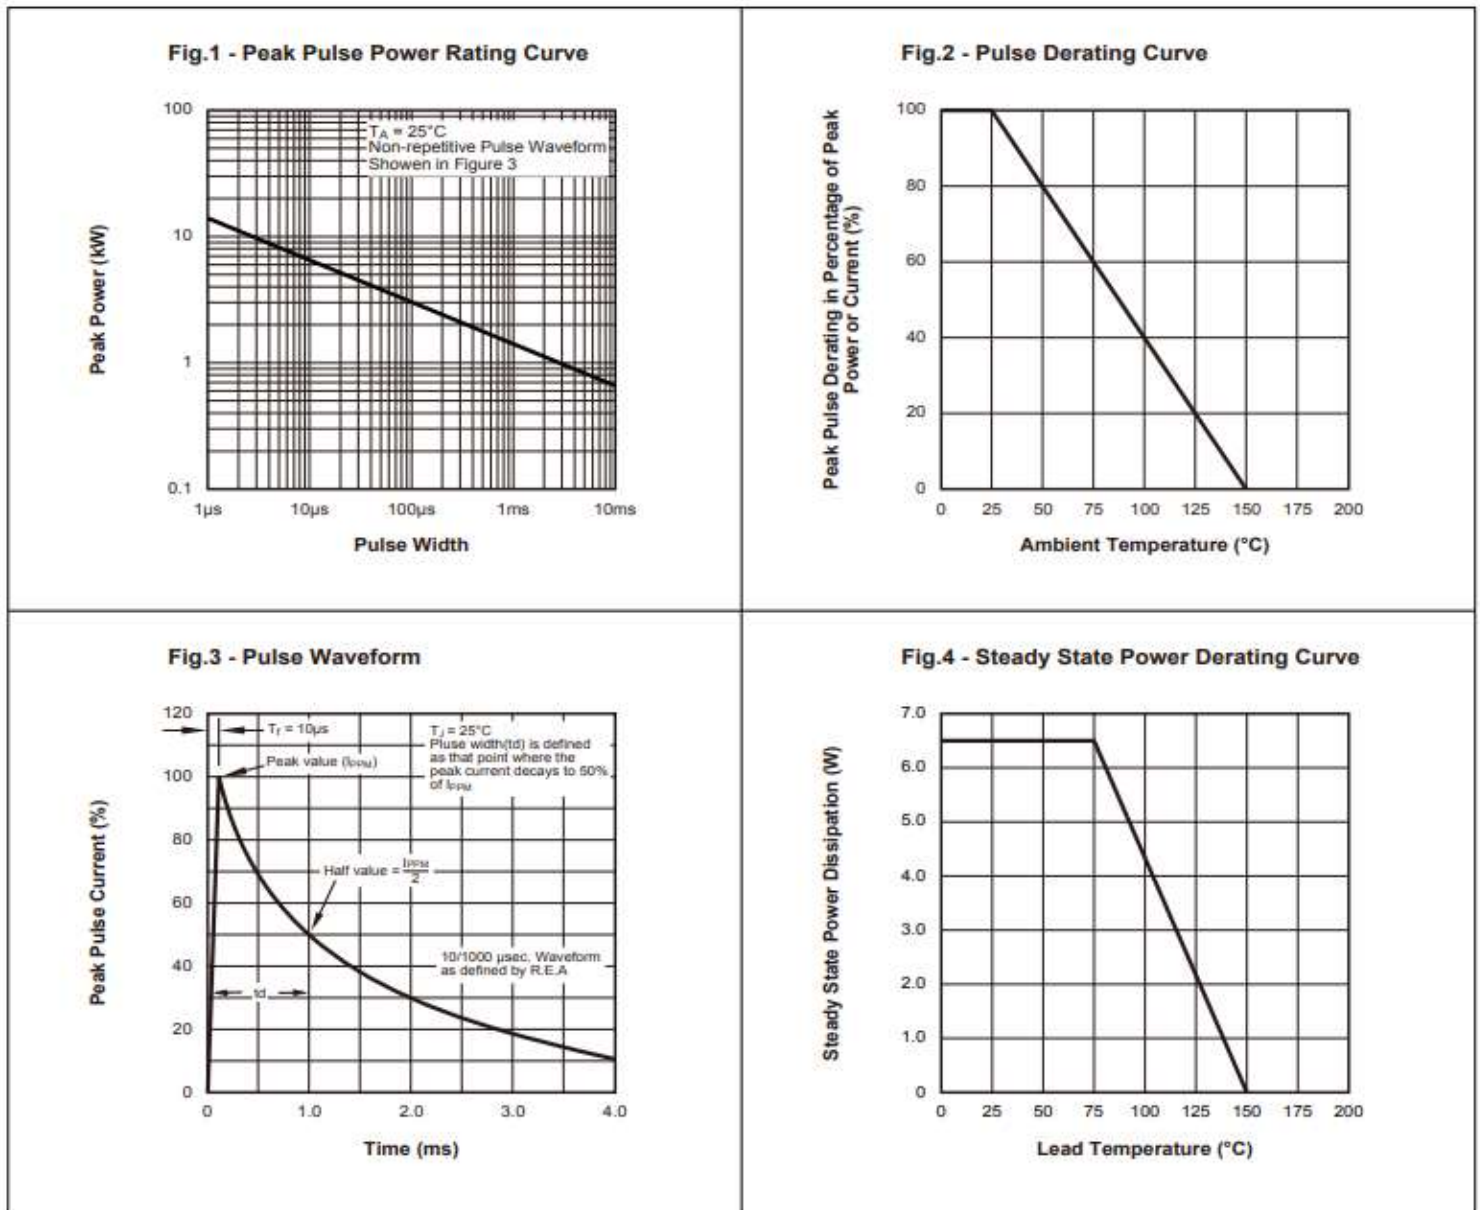 Fig.1 - Peak Pulse Power Rating Curve
100
10
1
0.1
Peak Power (kW)
TA = 25°C
Non-repetitive Pulse Waveform
Showen in Figure 3
1µs 10µs 100µs 1ms 10ms
Pulse Width
Fig.2 - Pulse Derating Curve
Peak Pulse Derating in Percentage of Peak
Power or Current (%)
100
80
60
40
20
0
0 25 50 75 100 125 150 175 200
Ambient Temperature (°C)
Fig.3 - Pulse Waveform
Peak Pulse Current (%)
120
100
80
60
40
20
0
Tr = 10µs
Peak value (IPPM)
TJ = 25°C
Pluse width(td) is defined
as that point where the
peak current decays to 50%
of IPPM
Half value = IPPM
2
10/1000 µsec. Waveform
as defined by R.E.A
td
0 1.0 2.0 3.0 4.0
Time (ms)
Fig.4 - Steady State Power Derating Curve
Steady State Power Dissipation (W)
7.0
6.0
5.0
4.0
3.0
2.0
1.0
0
0 25 50 75 100 125 150 175 200
Lead Temperature (°C)